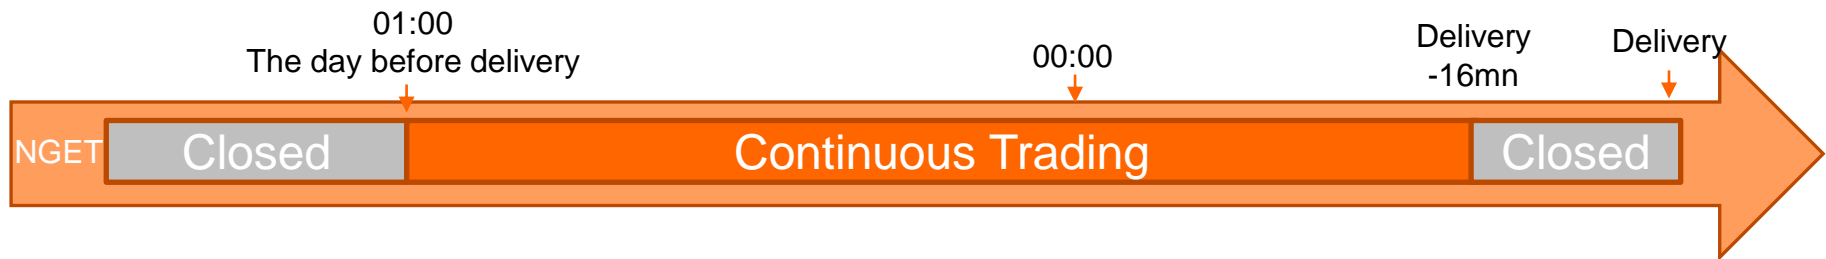 01:00
The day before delivery
00:00
Delivery
-16mn
Delivery
NGET
Closed
Continuous Trading
Closed